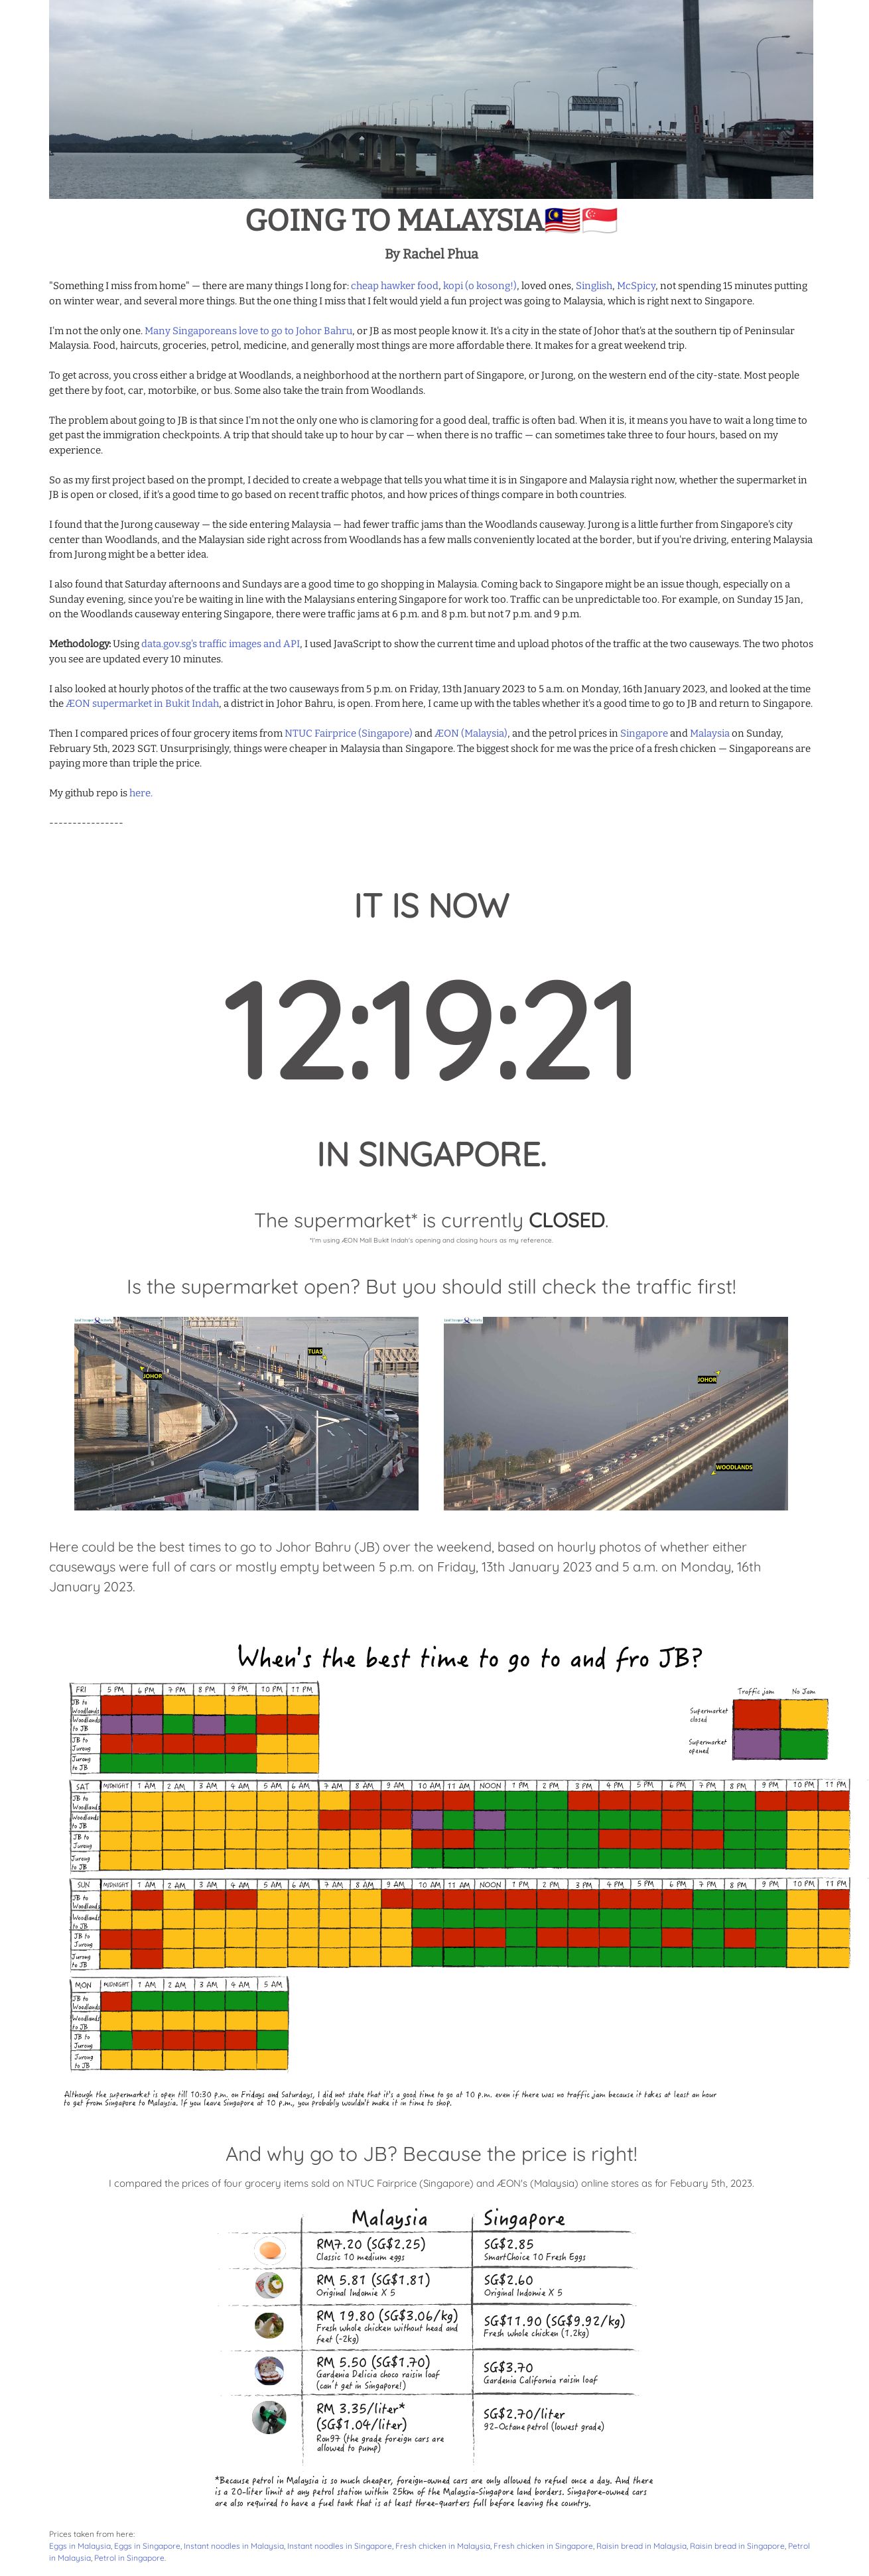 GOING TO MALAYSIA🇲🇾🇸🇬
By Rachel Phua
"Something I miss from home" — there are many things I long for: cheap hawker food, kopi (o kosong!), loved ones, Singlish, McSpicy, not spending 15 minutes putting
on winter wear, and several more things. But the one thing I miss that I felt would yield a fun project was going to Malaysia, which is right next to Singapore.
I'm not the only one. Many Singaporeans love to go to Johor Bahru, or JB as most people know it. It's a city in the state of Johor that's at the southern tip of Peninsular
Malaysia. Food, haircuts, groceries, petrol, medicine, and generally most things are more affordable there. It makes for a great weekend trip.
To get across, you cross either a bridge at Woodlands, a neighborhood at the northern part of Singapore, or Jurong, on the western end of the city-state. Most people
get there by foot, car, motorbike, or bus. Some also take the train from Woodlands.
The problem about going to JB is that since I'm not the only one who is clamoring for a good deal, traffic is often bad. When it is, it means you have to wait a long time to
get past the immigration checkpoints. A trip that should take up to hour by car — when there is no traffic — can sometimes take three to four hours, based on my
experience.
So as my first project based on the prompt, I decided to create a webpage that tells you what time it is in Singapore and Malaysia right now, whether the supermarket in
JB is open or closed, if it's a good time to go based on recent traffic photos, and how prices of things compare in both countries.
I found that the Jurong causeway — the side entering Malaysia — had fewer traffic jams than the Woodlands causeway. Jurong is a little further from Singapore's city
center than Woodlands, and the Malaysian side right across from Woodlands has a few malls conveniently located at the border, but if you're driving, entering Malaysia
from Jurong might be a better idea.
I also found that Saturday afternoons and Sundays are a good time to go shopping in Malaysia. Coming back to Singapore might be an issue though, especially on a
Sunday evening, since you're be waiting in line with the Malaysians entering Singapore for work too. Traffic can be unpredictable too. For example, on Sunday 15 Jan,
on the Woodlands causeway entering Singapore, there were traffic jams at 6 p.m. and 8 p.m. but not 7 p.m. and 9 p.m.
Methodology: Using data.gov.sg's traffic images and API, I used JavaScript to show the current time and upload photos of the traffic at the two causeways. The two photos
you see are updated every 10 minutes.
I also looked at hourly photos of the traffic at the two causeways from 5 p.m. on Friday, 13th January 2023 to 5 a.m. on Monday, 16th January 2023, and looked at the time
the ÆON supermarket in Bukit Indah, a district in Johor Bahru, is open. From here, I came up with the tables whether it's a good time to go to JB and return to Singapore.
Then I compared prices of four grocery items from NTUC Fairprice (Singapore) and ÆON (Malaysia), and the petrol prices in Singapore and Malaysia on Sunday,
February 5th, 2023 SGT. Unsurprisingly, things were cheaper in Malaysia than Singapore. The biggest shock for me was the price of a fresh chicken — Singaporeans are
paying more than triple the price.
My github repo is here.
----------------
IT IS NOW
12:19:21
IN SINGAPORE.
The supermarket* is currently CLOSED.
*I'm using ÆON Mall Bukit Indah's opening and closing hours as my reference.
Is the supermarket open? But you should still check the traffic first!
TUAS
JOHOR
JOHOR
WOODLANDS
Here could be the best times to go to Johor Bahru (JB) over the weekend, based on hourly photos of whether either
causeways were full of cars or mostly empty between 5 p.m. on Friday, 13th January 2023 and 5 a.m. on Monday, 16th
January 2023.
When's the best time to go to and fro JB?
Traffic jam No Jam
Supermarket
closed
Supermarket
opened
FRI 5 PM 6 PM 7 PM 8 PM 9 PM 10 PM 11 PM
JB to
Woodlands
Woodlands
to JB
JB to
Jurong
Jurong
to JB
SAT MIDNIGHT 1 AM 2 AM 3 AM 4 AM 5 AM 6 AM 7 AM 8 AM 9 AM 10 AM 11 AM NOON 1 PM 2 PM 3 PM 4 PM 5 PM 6 PM 7 PM 8 PM 9 PM 10 PM 11 PM
JB to
Woodlands
Woodlands
to JB
JB to
Jurong
Jurong
to JB
SUN MIDNIGHT 1 AM 2 AM 3 AM 4 AM 5 AM 6 AM 7 AM 8 AM 9 AM 10 AM 11 AM NOON 1 PM 2 PM 3 PM 4 PM 5 PM 6 PM 7 PM 8 PM 9 PM 10 PM 11 PM
JB to
Woodlands
Woodlands
to JB
JB to
Jurong
Jurong
to JB
MON MIDNIGHT 1 AM 2 AM 3 AM 4 AM 5 AM
JB to
Woodlands
Woodlands
to JB
JB to
Jurong
Jurong
to JB
Although the supermarket is open till 10:30 p.m. on Fridays and Saturdays, I did not state that it's a good time to go at 10 p.m. even if there was no traffic jam because it takes at least an hour
to get from Singapore to Malaysia. If you leave Singapore at 10 p.m., you probably wouldn't make it in time to shop.
And why go to JB? Because the price is right!
I compared the prices of four grocery items sold on NTUC Fairprice (Singapore) and ÆON's (Malaysia) online stores as for Febuary 5th, 2023.
Malaysia Singapore
RM7.20 (SG$2.25)
Classic 10 medium eggs
SG$2.85
SmartChoice 10 Fresh Eggs
RM 5.81 (SG$1.81)
Original Indomie X 5
SG$2.60
Original Indomie X 5
RM 19.80 (SG$3.06/kg)
Fresh whole chicken without head and
feet (~2kg)
SG$11.90 (SG$9.92/kg)
Fresh whole chicken (1.2kg)
RM 5.50 (SG$1.70)
Gardenia Delicia choco raisin loaf
(can't get in Singapore!)
SG$3.70
Gardenia California raisin loaf
RM 3.35/liter*
(SG$1.04/liter)
Ron97 (the grade foreign cars are
allowed to pump)
SG$2.70/liter
92-Octane petrol (lowest grade)
*Because petrol in Malaysia is so much cheaper, foreign-owned cars are only allowed to refuel once a day. And there
is a 20-liter limit at any petrol station within 25km of the Malaysia-Singapore land borders. Singapore-owned cars
are also required to have a fuel tank that is at least three-quarters full before leaving the country.
Prices taken from here:
Eggs in Malaysia, Eggs in Singapore, Instant noodles in Malaysia, Instant noodles in Singapore, Fresh chicken in Malaysia, Fresh chicken in Singapore, Raisin bread in Malaysia, Raisin bread in Singapore, Petrol
in Malaysia, Petrol in Singapore.